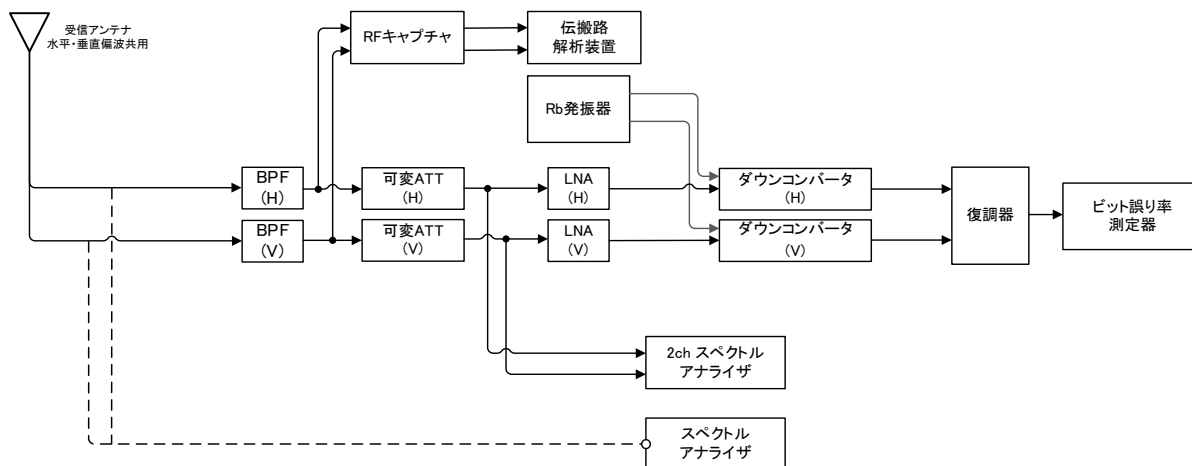 受信アンテナ
水平・垂直偏波共用
RFキャプチャ
伝搬路
解析装置
Rb発振器
BPF
(H)
可変ATT
(H)
LNA
(H)
ダウンコンバータ
(H)
BPF
(V)
可変ATT
(V)
LNA
(V)
ダウンコンバータ
(V)
復調器
ビット誤り率
測定器
2ch スペクトル
アナライザ
スペクトル
アナライザ